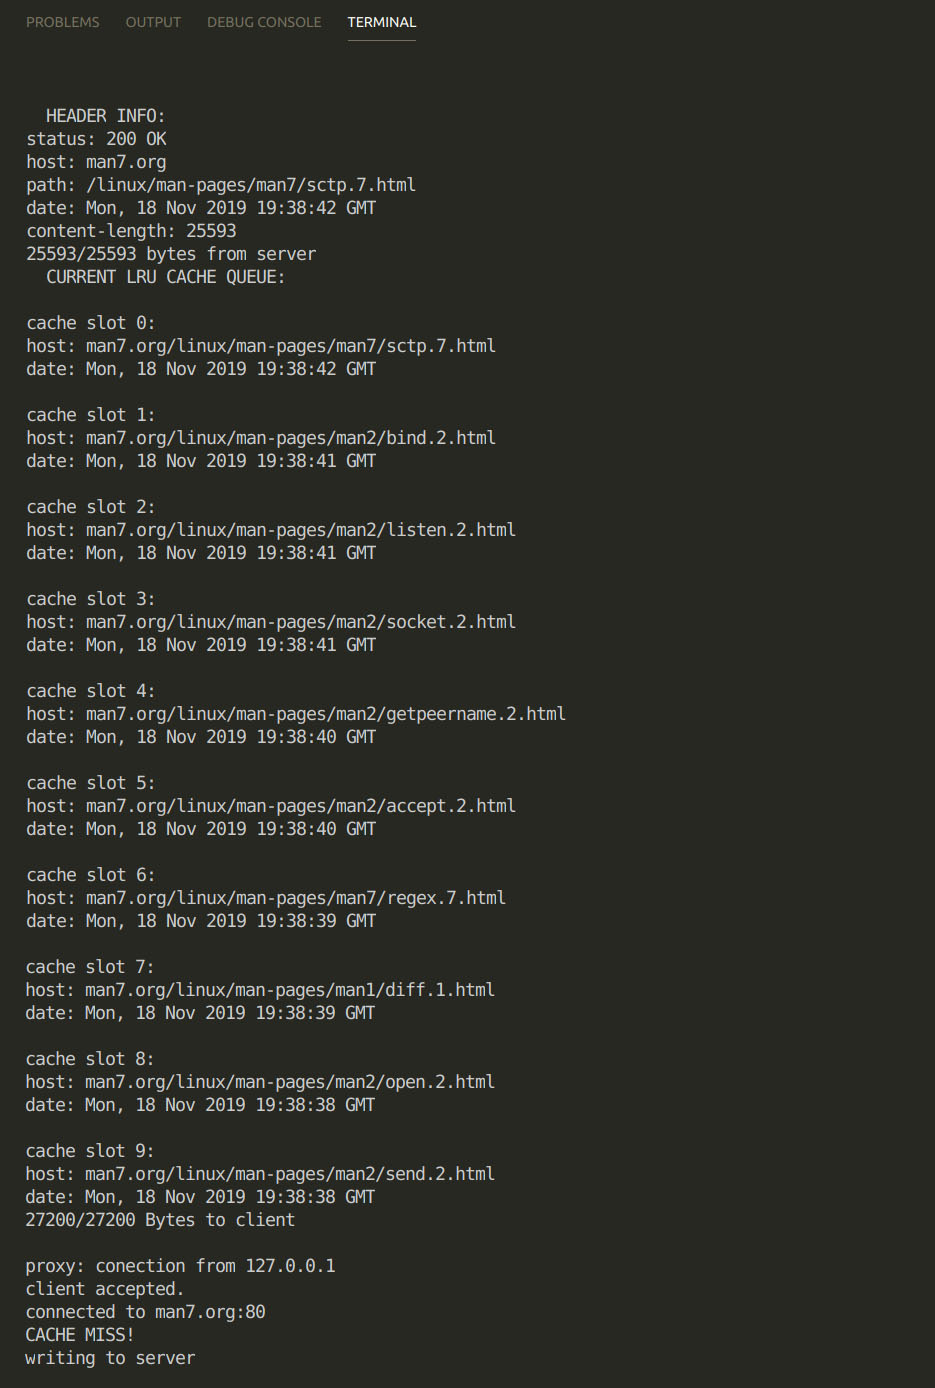 PROBLEMS OUTPUT DEBUG CONSOLE TERMINAL
HEADER INFO:
status: 200 OK
host: man7.org
path: /linux/man-pages/man7/sctp.7.html
date: Mon, 18 Nov 2019 19:38:42 GMT
content-length: 25593
25593/25593 bytes from server
CURRENT LRU CACHE QUEUE:
cache slot 0:
host: man7.org/linux/man-pages/man7/sctp.7.html
date: Mon, 18 Nov 2019 19:38:42 GMT
cache slot 1:
host: man7.org/linux/man-pages/man2/bind.2.html
date: Mon, 18 Nov 2019 19:38:41 GMT
cache slot 2:
host: man7.org/linux/man-pages/man2/listen.2.html
date: Mon, 18 Nov 2019 19:38:41 GMT
cache slot 3:
host: man7.org/linux/man-pages/man2/socket.2.html
date: Mon, 18 Nov 2019 19:38:41 GMT
cache slot 4:
host: man7.org/linux/man-pages/man2/getpeername.2.html
date: Mon, 18 Nov 2019 19:38:40 GMT
cache slot 5:
host: man7.org/linux/man-pages/man2/accept.2.html
date: Mon, 18 Nov 2019 19:38:40 GMT
cache slot 6:
host: man7.org/linux/man-pages/man7/regex.7.html
date: Mon, 18 Nov 2019 19:38:39 GMT
cache slot 7:
host: man7.org/linux/man-pages/man1/diff.1.html
date: Mon, 18 Nov 2019 19:38:39 GMT
cache slot 8:
host: man7.org/linux/man-pages/man2/open.2.html
date: Mon, 18 Nov 2019 19:38:38 GMT
cache slot 9:
host: man7.org/linux/man-pages/man2/send.2.html
date: Mon, 18 Nov 2019 19:38:38 GMT
27200/27200 Bytes to client
proxy: conection from 127.0.0.1
client accepted.
connected to man7.org:80
CACHE MISS!
writing to server